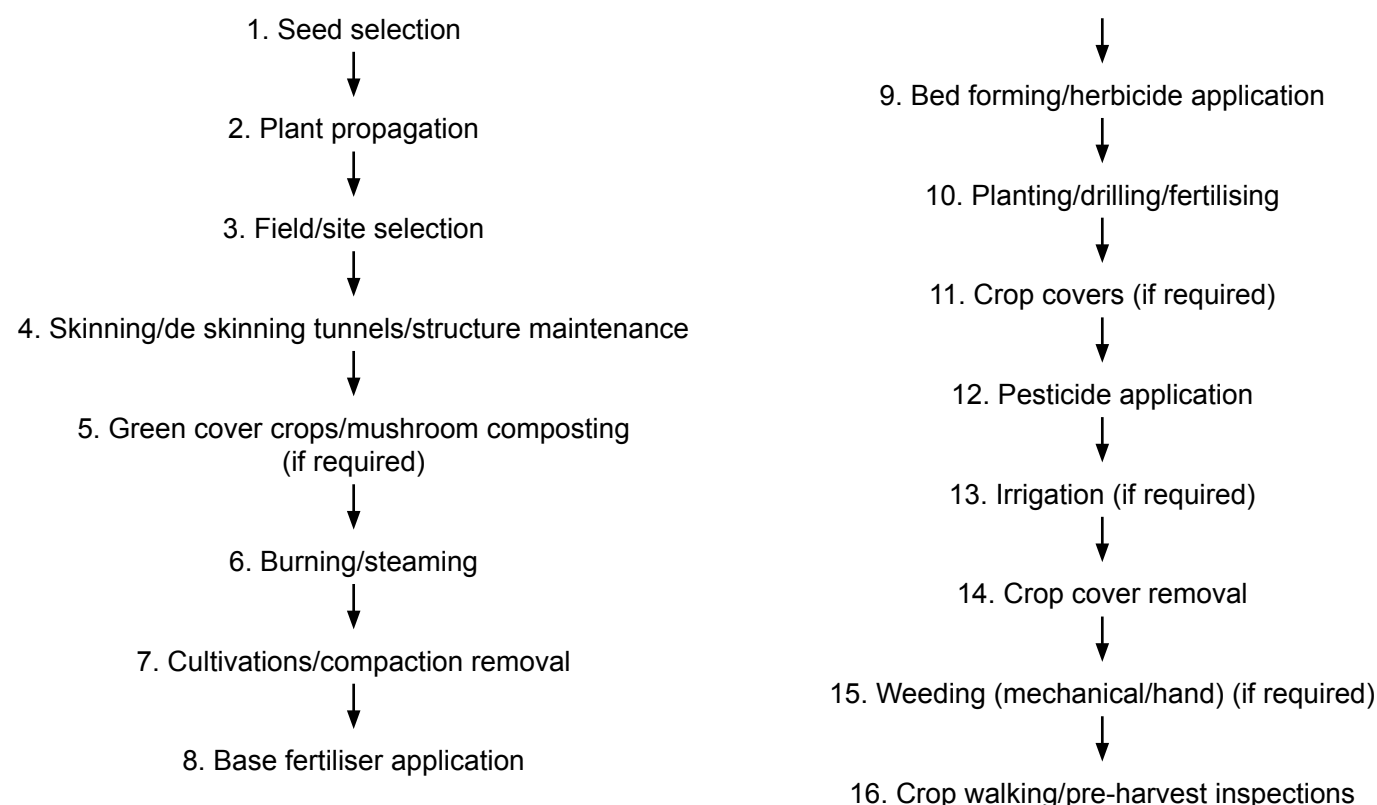 1. Seed selection
2. Plant propagation
3. Field/site selection
4. Skinning/de skinning tunnels/structure maintenance
5. Green cover crops/mushroom composting
(if required)
6. Burning/steaming
7. Cultivations/compaction removal
8. Base fertiliser application
9. Bed forming/herbicide application
10. Planting/drilling/fertilising
11. Crop covers (if required)
12. Pesticide application
13. Irrigation (if required)
14. Crop cover removal
15. Weeding (mechanical/hand) (if required)
16. Crop walking/pre-harvest inspections